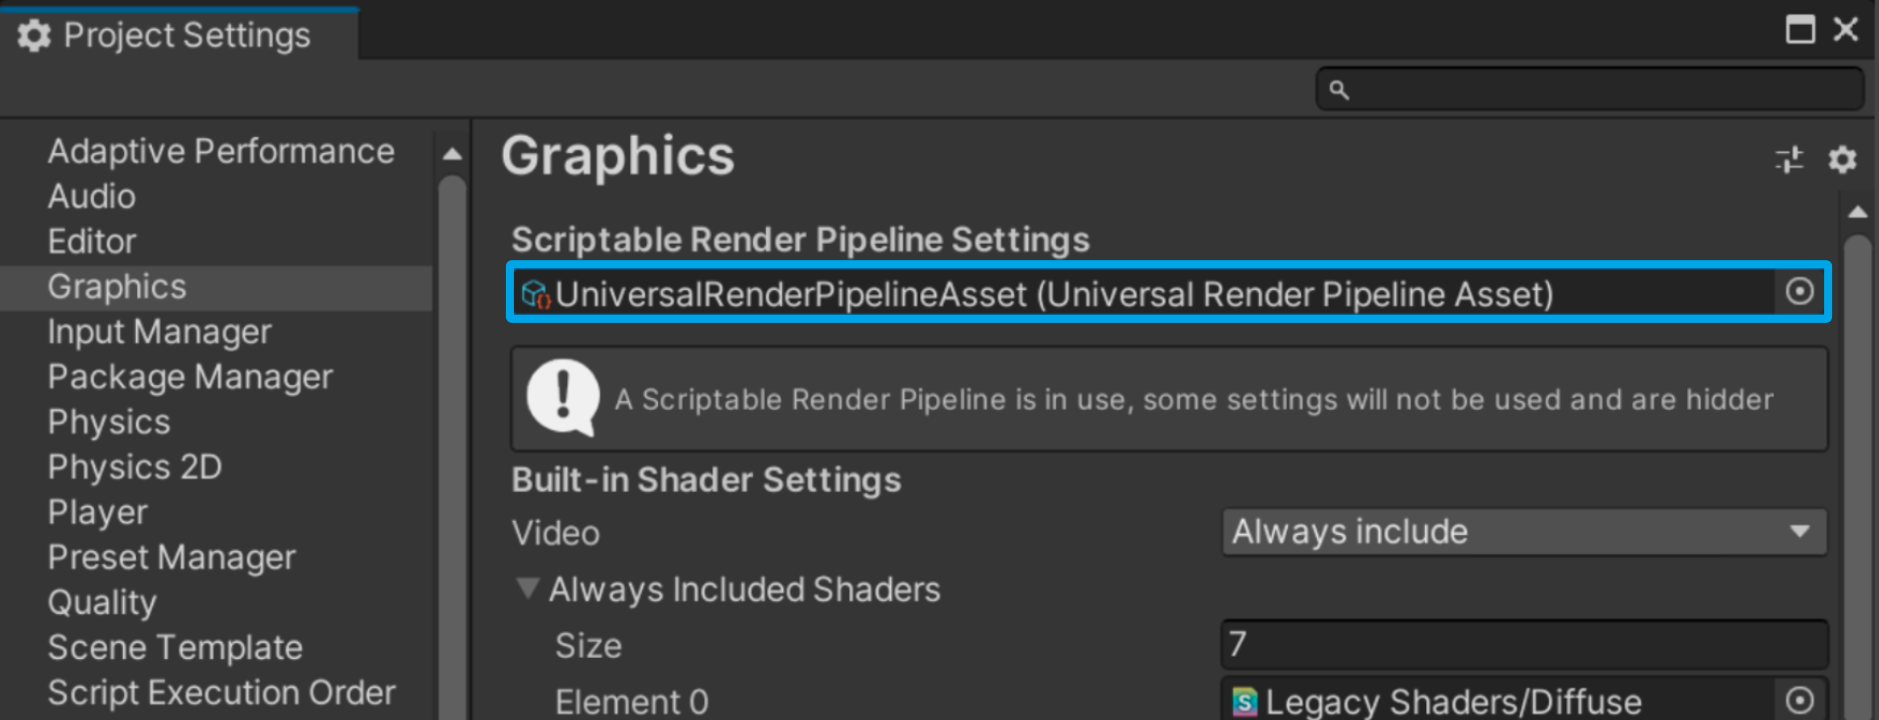 Project Settings
Adaptive Performance
Audio
Editor
Graphics
Input Manager
Package Manager
Physics
Physics 2D
Player
Preset Manager
Quality
Scene Template
Script Execution Order
Graphics
Scriptable Render Pipeline Settings
UniversalRenderPipelineAsset (Universal Render Pipeline Asset)
A Scriptable Render Pipeline is in use, some settings will not be used and are hidder
Built-in Shader Settings
Video
Always include
Always Included Shaders
Size
7
Element 0
Legacy Shaders/Diffuse